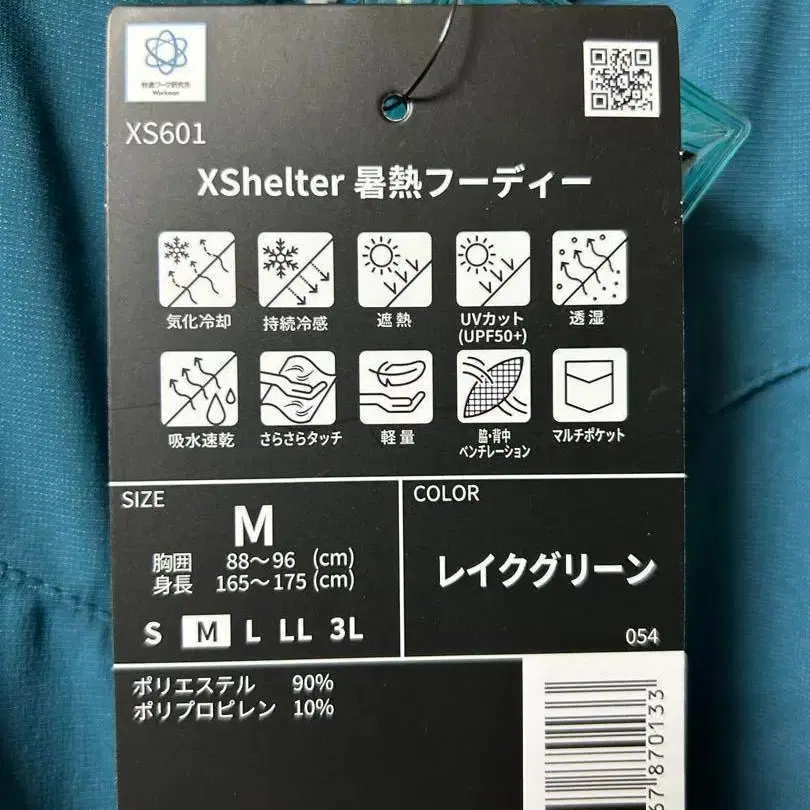 快適ワーク研究所
Workman
XS601
XShelter 暑熱フーディー
気化冷却
持続冷感
遮熱
UVカット
(UPF50+)
透湿
吸水速乾
さらさらタッチ
軽量
脇・背中
ベンチレーション
マルチポケット
SIZE
M
胸囲 88～96 (cm)
身長 165～175 (cm)
S M L LL 3L
COLOR
レイクグリーン
054
ポリエステル 90%
ポリプロピレン 10%